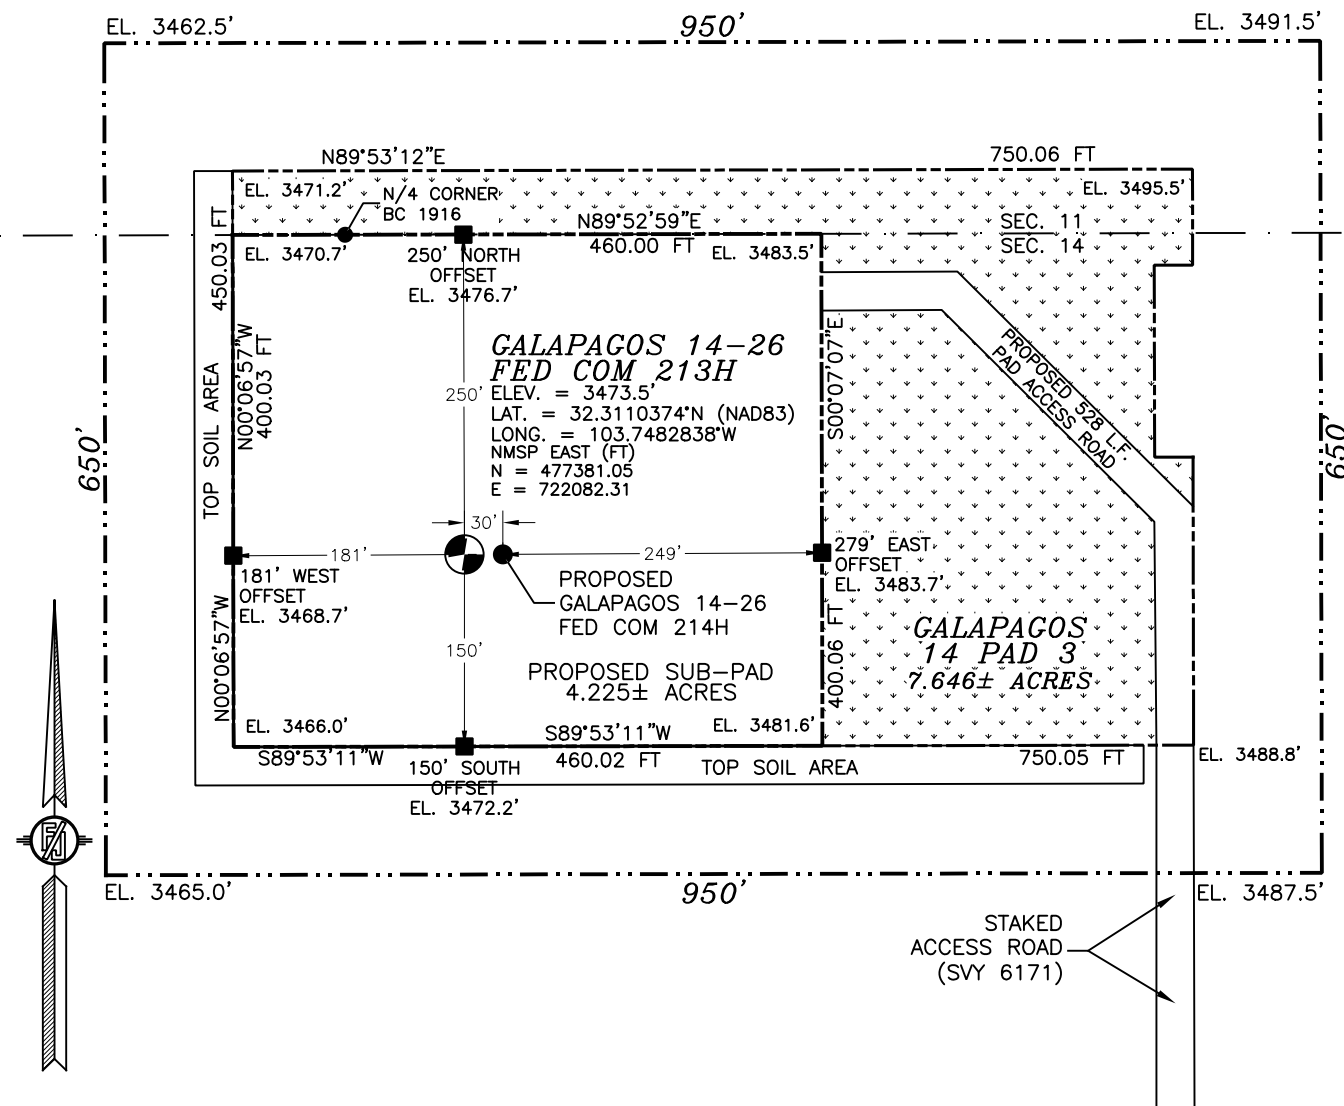 EL. 3462.5'
950'
EL. 3491.5'
N89°53'12"E
750.06 FT
EL. 3471.2'
N/4 CORNER
BC 1916
EL. 3495.5'
N89°52'59"E
460.00 FT
SEC. 11
SEC. 14
EL. 3470.7'
250' NORTH
OFFSET
EL. 3476.7'
EL. 3483.5'
450.03 FT
N00°06'57"W
400.03 FT
TOP SOIL AREA
650'
650'
GALAPAGOS 14-26
FED COM 213H
ELEV. = 3473.5'
LAT. = 32.3110374°N (NAD83)
LONG. = 103.7482838°W
NMSP EAST (FT)
N = 477381.05
E = 722082.31
250'
S00°07'07"E
PROPOSED 528 L.F.
PAD ACCESS ROAD
30'
181'
249'
279' EAST
OFFSET
EL. 3483.7'
181' WEST
OFFSET
EL. 3468.7'
PROPOSED
GALAPAGOS 14-26
FED COM 214H
N00°06'57"W
150'
400.06 FT
GALAPAGOS
14 PAD 3
7.646± ACRES
PROPOSED SUB-PAD
4.225± ACRES
EL. 3466.0'
EL. 3481.6'
S89°53'11"W
S89°53'11"W
460.02 FT
150' SOUTH
OFFSET
EL. 3472.2'
TOP SOIL AREA
750.05 FT
EL. 3488.8'
EL. 3465.0'
950'
EL. 3487.5'
STAKED
ACCESS ROAD
(SVY 6171)